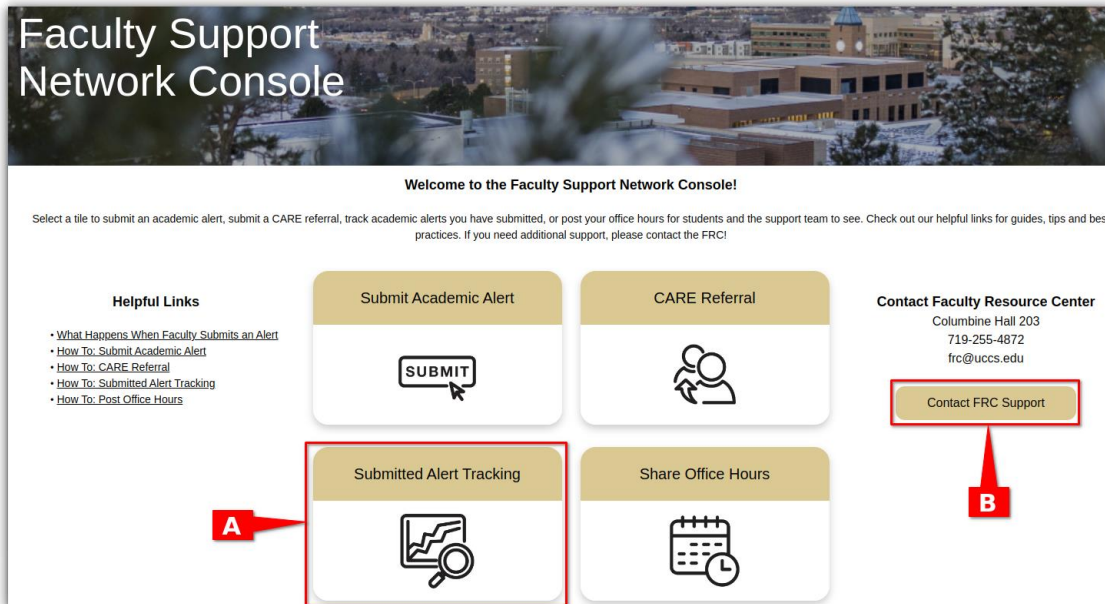 Faculty Support
Network Console
Welcome to the Faculty Support Network Console!
Select a tile to submit an academic alert, submit a CARE referral, track academic alerts you have submitted, or post your office hours for students and the support team to see. Check out our helpful links for guides, tips and bes
practices. If you need additional support, please contact the FRC!
Helpful Links
• What Happens When Faculty Submits an Alert
• How To: Submit Academic Alert
• How To: CARE Referral
• How To: Submitted Alert Tracking
• How To: Post Office Hours
Submit Academic Alert
SUBMIT
CARE Referral
Submitted Alert Tracking
Share Office Hours
Contact Faculty Resource Center
Columbine Hall 203
719-255-4872
frc@uccs.edu
Contact FRC Support
A
B